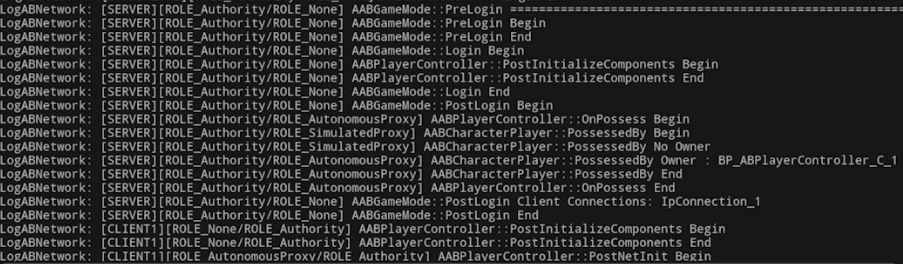 LogABNetwork: [SERVER][ROLE_Authority/ROLE_None] AABGameMode::PreLogin ====================================================
LogABNetwork: [SERVER][ROLE_Authority/ROLE_None] AABGameMode::PreLogin Begin
LogABNetwork: [SERVER][ROLE_Authority/ROLE_None] AABGameMode::PreLogin End
LogABNetwork: [SERVER][ROLE_Authority/ROLE_None] AABGameMode::Login Begin
LogABNetwork: [SERVER][ROLE_Authority/ROLE_None] AABPlayerController::PostInitializeComponents Begin
LogABNetwork: [SERVER][ROLE_Authority/ROLE_None] AABPlayerController::PostInitializeComponents End
LogABNetwork: [SERVER][ROLE_Authority/ROLE_None] AABGameMode::Login End
LogABNetwork: [SERVER][ROLE_Authority/ROLE_None] AABGameMode::PostLogin Begin
LogABNetwork: [SERVER][ROLE_Authority/ROLE_AutonomousProxy] AABPlayerController::OnPossess Begin
LogABNetwork: [SERVER][ROLE_Authority/ROLE_SimulatedProxy] AABCharacterPlayer::PossessedBy Begin
LogABNetwork: [SERVER][ROLE_Authority/ROLE_SimulatedProxy] AABCharacterPlayer::PossessedBy No Owner
LogABNetwork: [SERVER][ROLE_Authority/ROLE_AutonomousProxy] AABCharacterPlayer::PossessedBy Owner : BP_ABPlayerController_C_1
LogABNetwork: [SERVER][ROLE_Authority/ROLE_AutonomousProxy] AABCharacterPlayer::PossessedBy End
LogABNetwork: [SERVER][ROLE_Authority/ROLE_AutonomousProxy] AABPlayerController::OnPossess End
LogABNetwork: [SERVER][ROLE_Authority/ROLE_None] AABGameMode::PostLogin Client Connections: IpConnection_1
LogABNetwork: [SERVER][ROLE_Authority/ROLE_None] AABGameMode::PostLogin End
LogABNetwork: [CLIENT1][ROLE_None/ROLE_Authority] AABPlayerController::PostInitializeComponents Begin
LogABNetwork: [CLIENT1][ROLE_None/ROLE_Authority] AABPlayerController::PostInitializeComponents End
LogABNetwork: [CLIENT1][ROLE_AutonomousProxy/ROLE_Authority] AABPlayerController::PostNetInit Begin